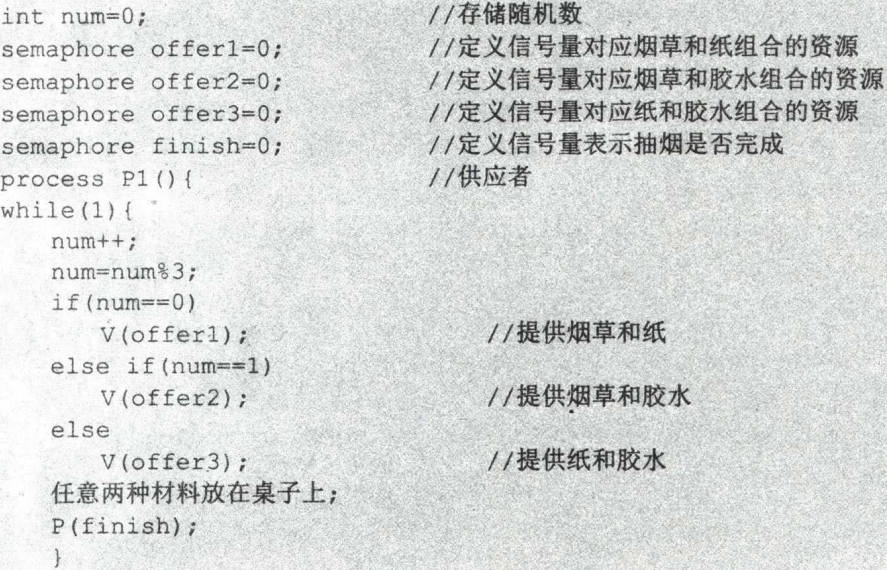 int num=0; //存储随机数
semaphore offer1=0; //定义信号量对应烟草和纸组合的资源
semaphore offer2=0; //定义信号量对应烟草和胶水组合的资源
semaphore offer3=0; //定义信号量对应纸和胶水组合的资源
semaphore finish=0; //定义信号量表示抽烟是否完成
process P1(){ //供应者
while(1){
num++;
num=num%3;
if(num==0)
V(offer1); //提供烟草和纸
else if(num==1)
V(offer2); //提供烟草和胶水
else
V(offer3); //提供纸和胶水
任意两种材料放在桌子上;
P(finish);
}